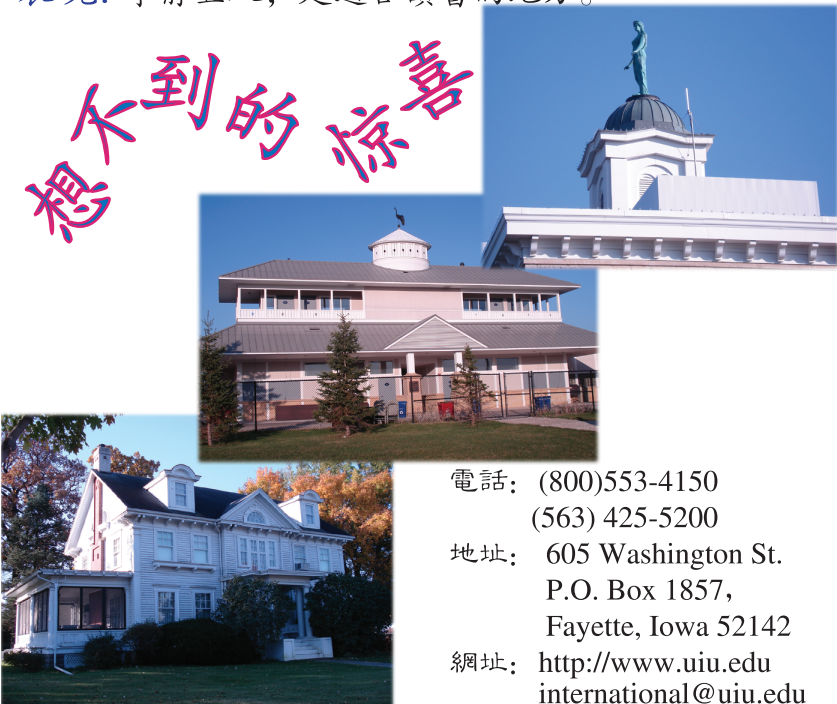 想不到的惊喜
電話: (800)553-4150
(563) 425-5200
地址: 605 Washington St.
P.O. Box 1857,
Fayette, Iowa 52142
網址: http://www.uiu.edu
international@uiu.edu